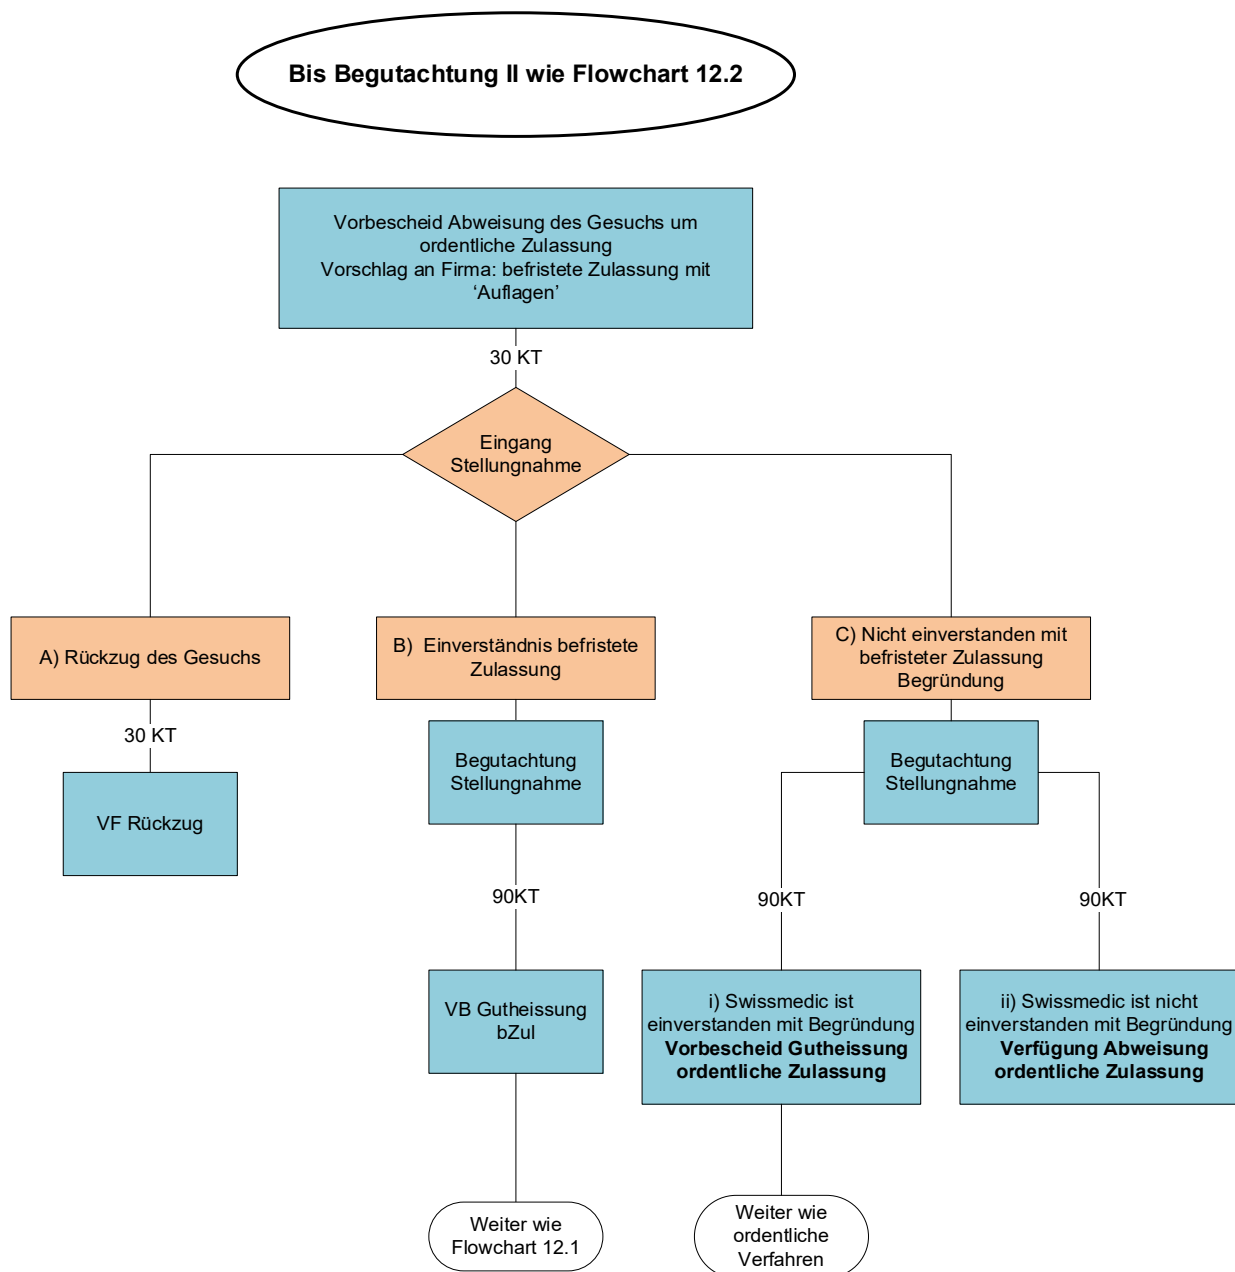 Bis Begutachtung II wie Flowchart 12.2
Vorbescheid Abweisung des Gesuchs um
ordentliche Zulassung
Vorschlag an Firma: befristete Zulassung mit
‘Auflagen’
30 KT
Eingang
Stellungnahme
A) Rückzug des Gesuchs
30 KT
VF Rückzug
B) Einverständnis befristete
Zulassung
Begutachtung
Stellungnahme
90KT
VB Gutheissung
bZul
Weiter wie
Flowchart 12.1
C) Nicht einverstanden mit
befristeter Zulassung
Begründung
Begutachtung
Stellungnahme
90KT
90KT
i) Swissmedic ist
einverstanden mit Begründung
Vorbescheid Gutheissung
ordentliche Zulassung
ii) Swissmedic ist nicht
einverstanden mit Begründung
Verfügung Abweisung
ordentliche Zulassung
Weiter wie
ordentliche
Verfahren